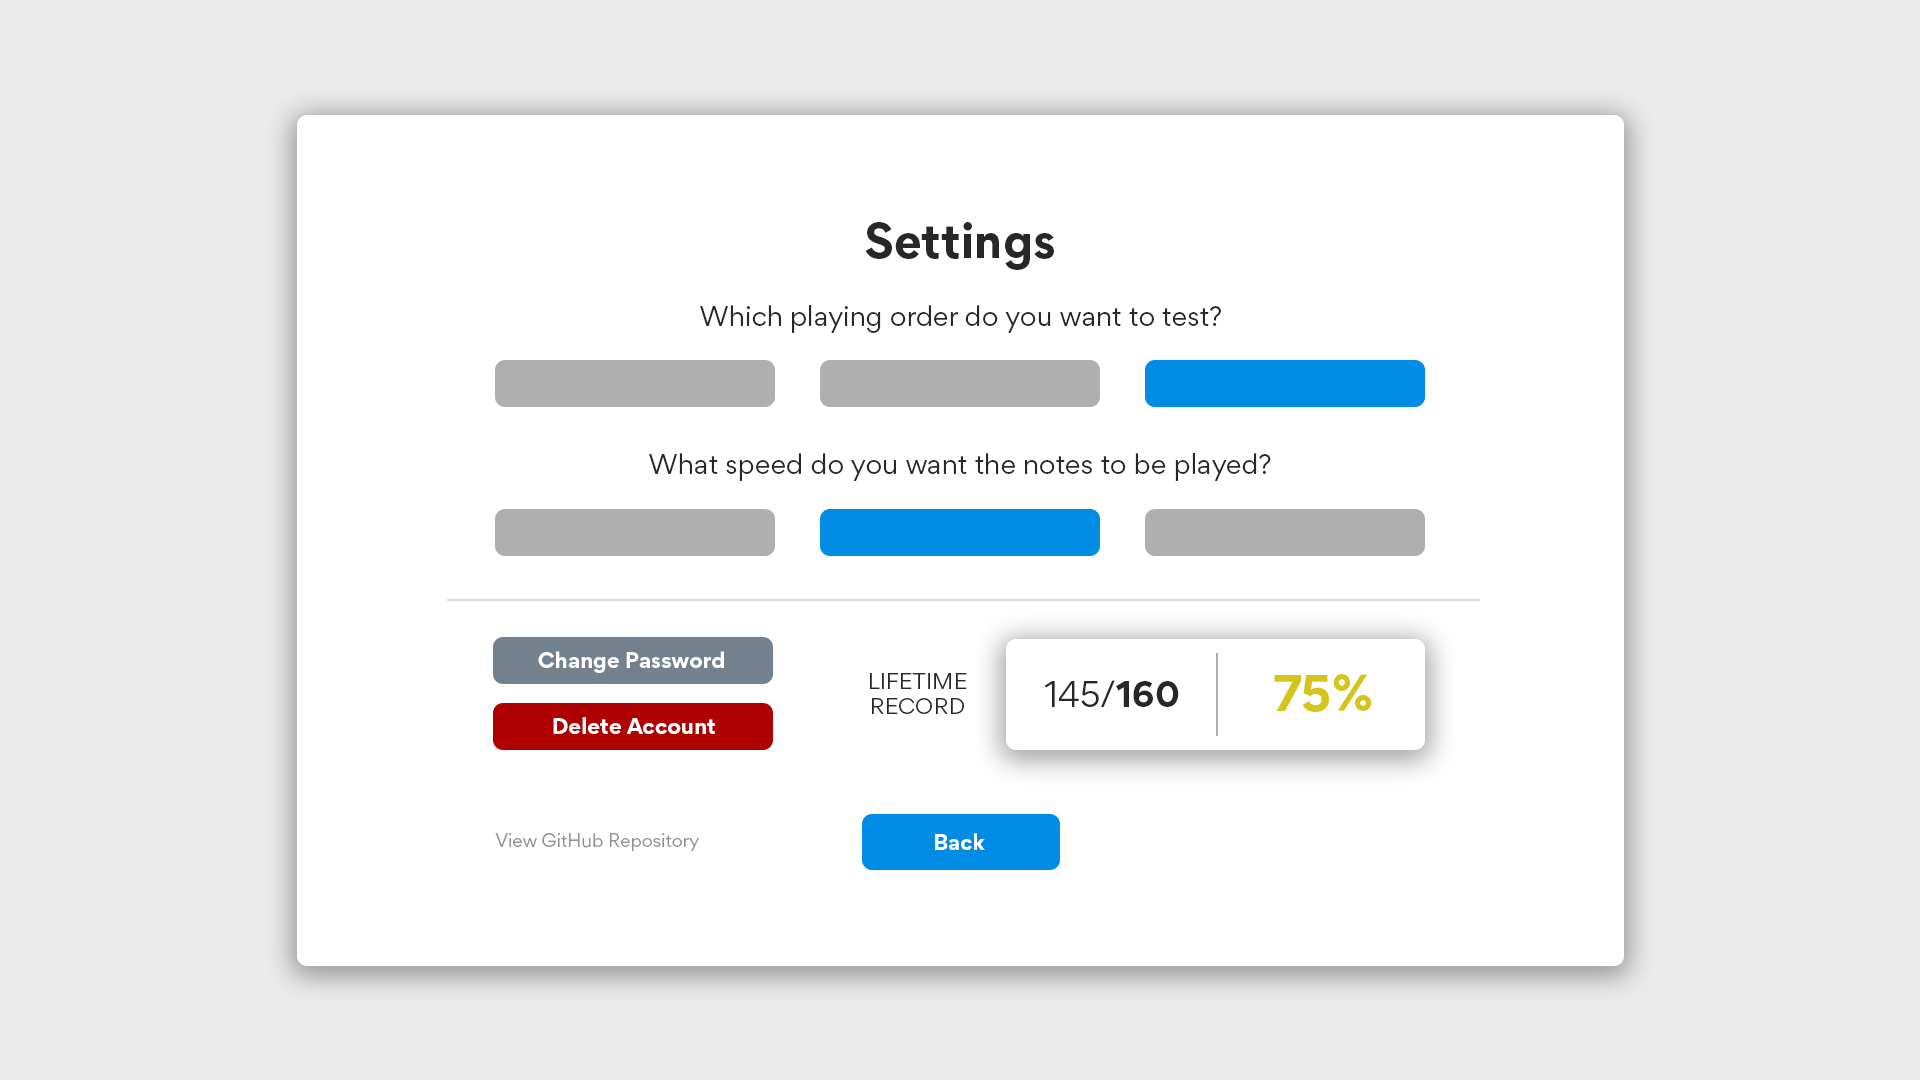 Settings
Which playing order do you want to test?
What speed do you want the notes to be played?
Change Password
Delete Account
LIFETIME
RECORD
145/160
75%
View GitHub Repository
Back